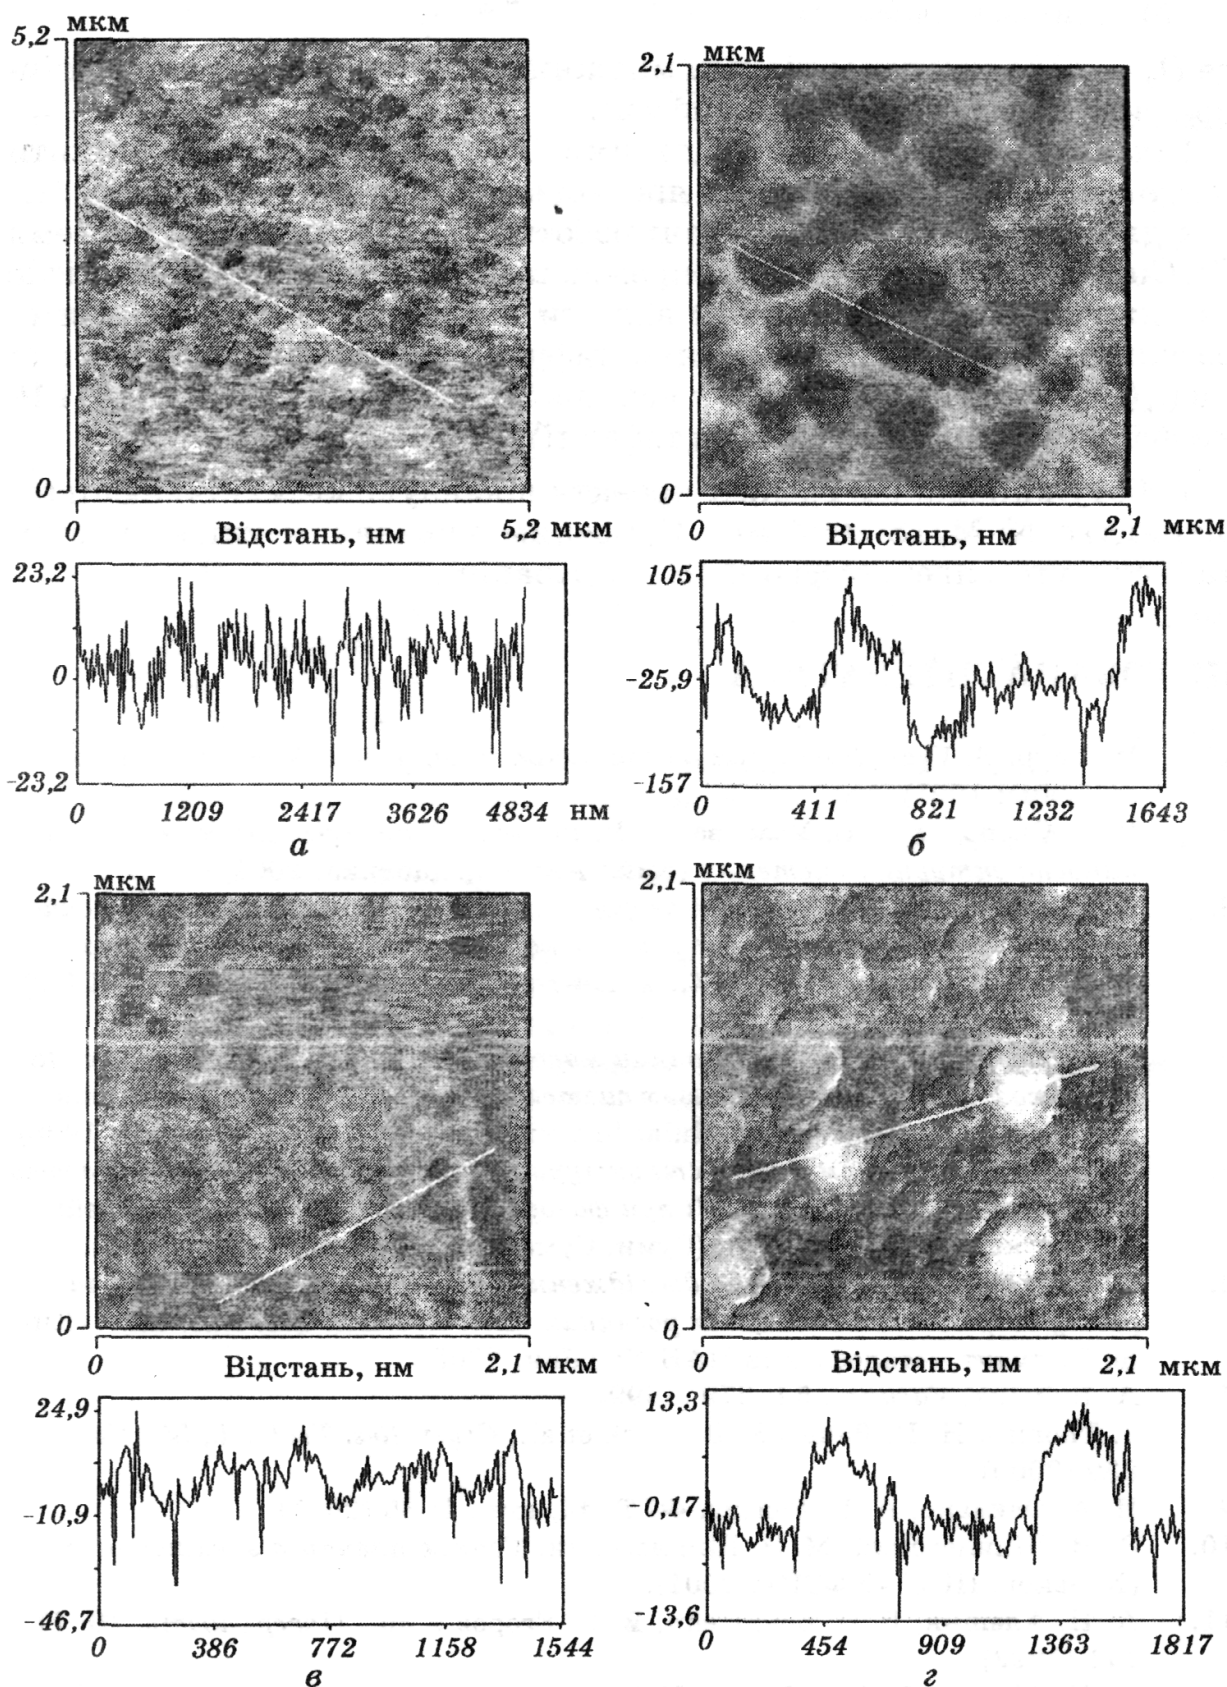 мкм
5,2
0
0 Відстань, нм 5,2 мкм
23,2
0
-23,2
0 1209 2417 3626 4834 нм
а
мкм
2,1
0
0 Відстань, нм 2,1 мкм
105
-25,9
-157
0 411 821 1232 1643
б
мкм
2,1
0
0 Відстань, нм 2,1 мкм
24,9
-10,9
-46,7
0 386 772 1158 1544
в
мкм
2,1
0
0 Відстань, нм 2,1 мкм
13,3
-0,17
-13,6
0 454 909 1363 1817
г